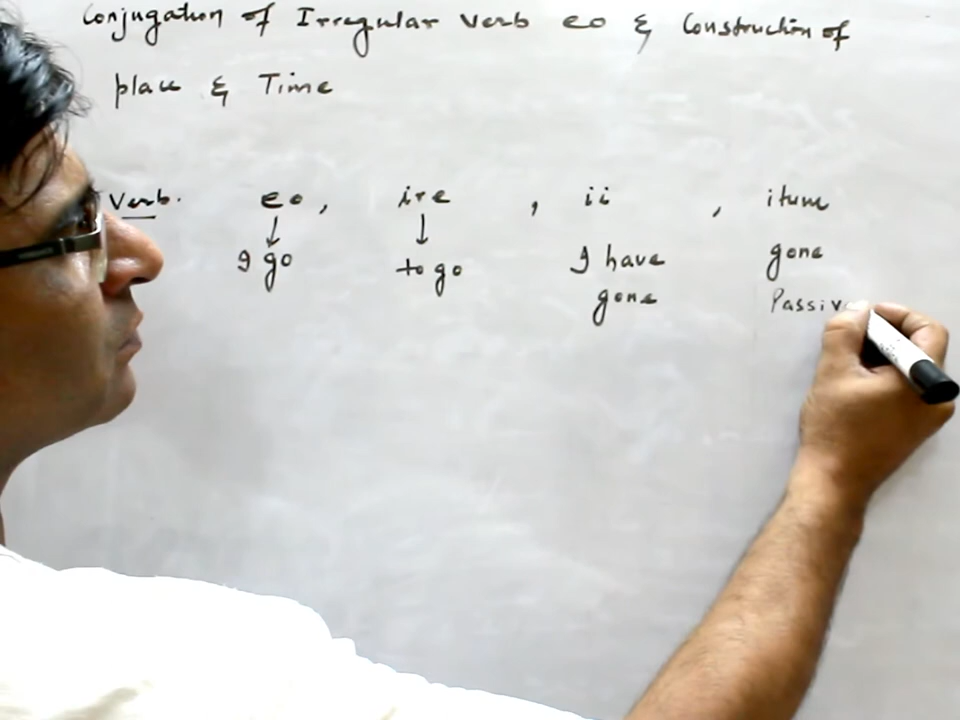 Conjugation of Irregular verb eo & Construction of
place & Time
Verb. eo, ire , ii , itum
I go to go I have gone
gone Passiv